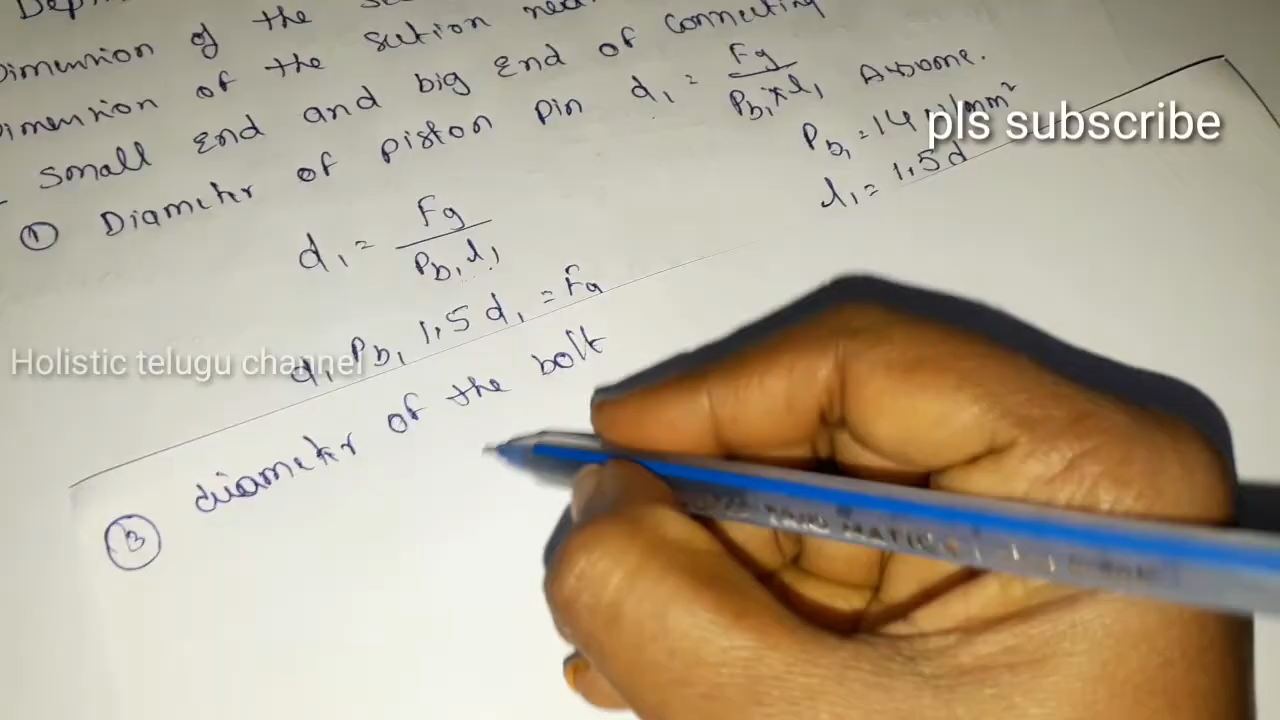 Dimension of the
Dimension of the section near
small end and big end of connecting
① Diameter of piston pin d₁ = Fg / Pb₁ × l₁ Assume.
Pb₁ = 14 N/mm²
l₁ = 1.5d
d₁ = Fg / Pb₁ l₁
d₁ Pb₁ 1.5 d₁ = Fg
③ diameter of the bolt
pls subscribe
Holistic telugu channel